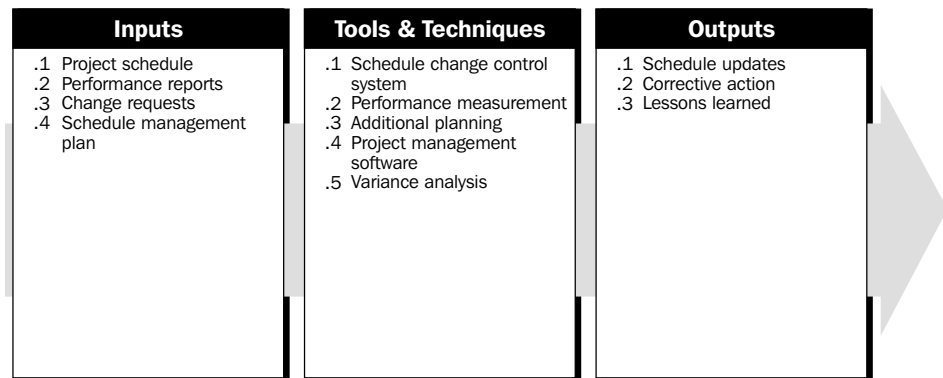 Inputs
.1 Project schedule
.2 Performance reports
.3 Change requests
.4 Schedule management
plan
Tools & Techniques
.1 Schedule change control
system
.2 Performance measurement
.3 Additional planning
.4 Project management
software
.5 Variance analysis
Outputs
.1 Schedule updates
.2 Corrective action
.3 Lessons learned